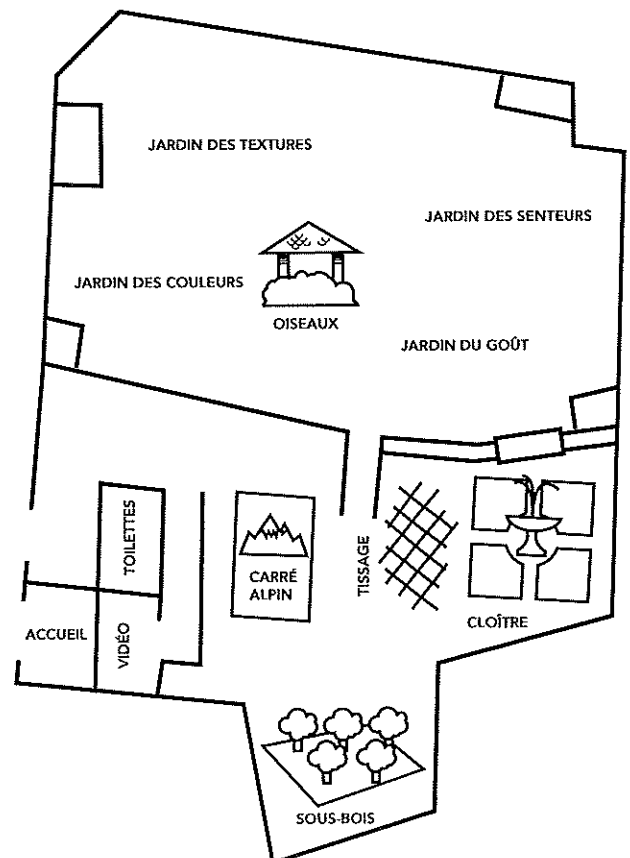 JARDIN DES TEXTURES
JARDIN DES SENTEURS
JARDIN DES COULEURS
OISEAUX
JARDIN DU GOÛT
TOILETTES
CARRÉ
ALPIN
TISSAGE
ACCUEIL
VIDÉO
CLOÎTRE
SOUS-BOIS